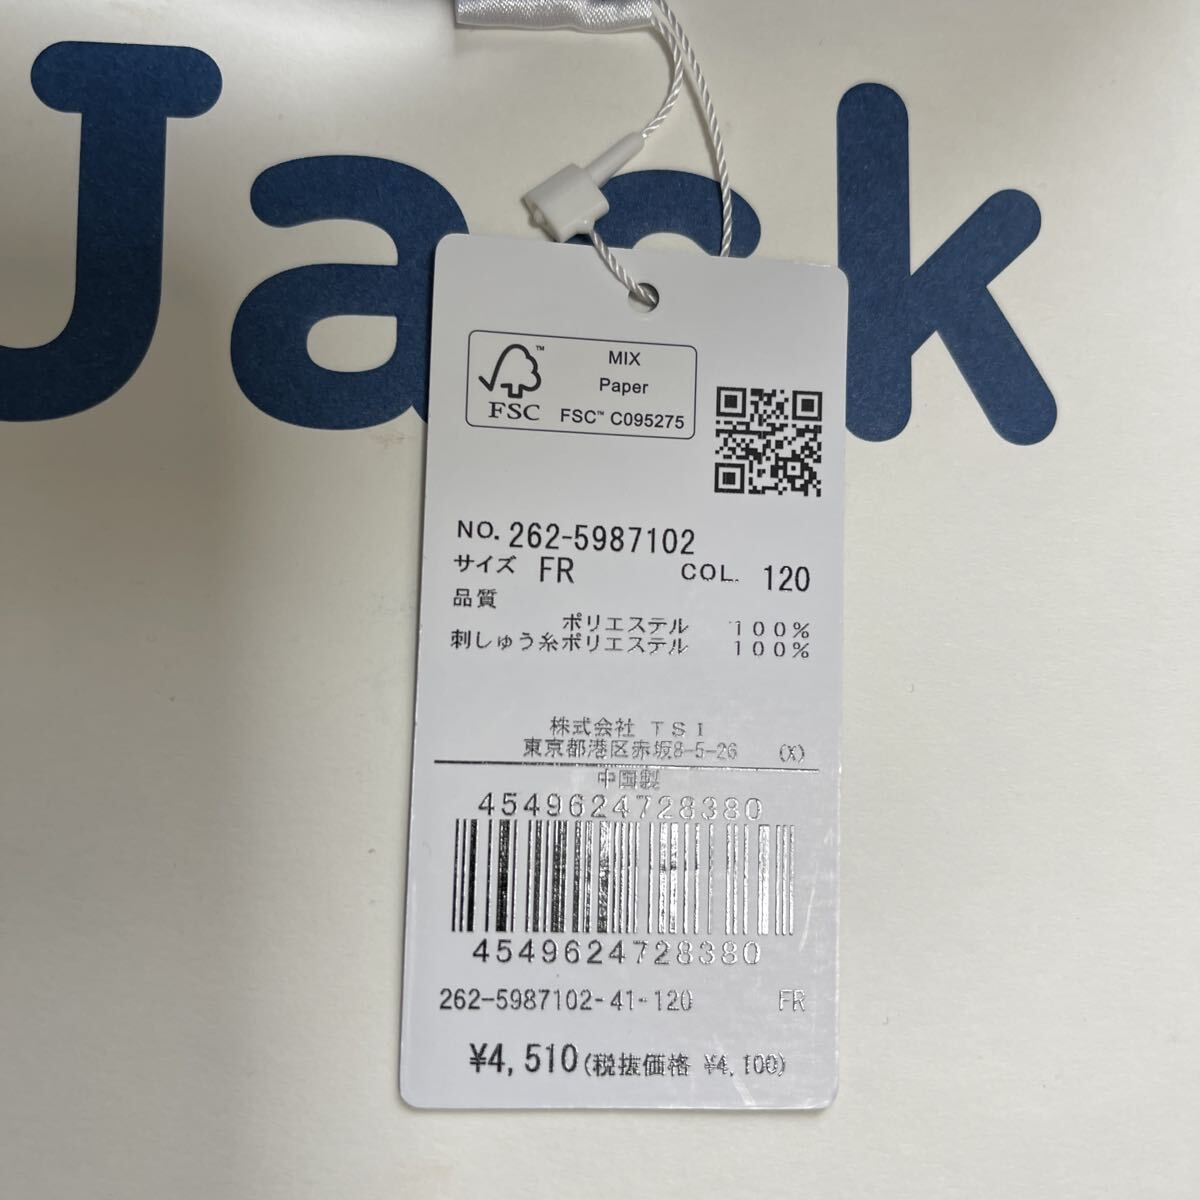 Jack
MIX
Paper
FSC™ C095275
FSC ™
NO. 262-5987102
サイズ FR COL. 120
品質
ポリエステル 100%
刺しゅう糸ポリエステル 100%
株式会社 TSI
東京都港区赤坂8-5-26 (X)
中国製
4549624728380
4549624728380
262-5987102-41-120 FR
¥4,510(税抜価格 ¥4,100)